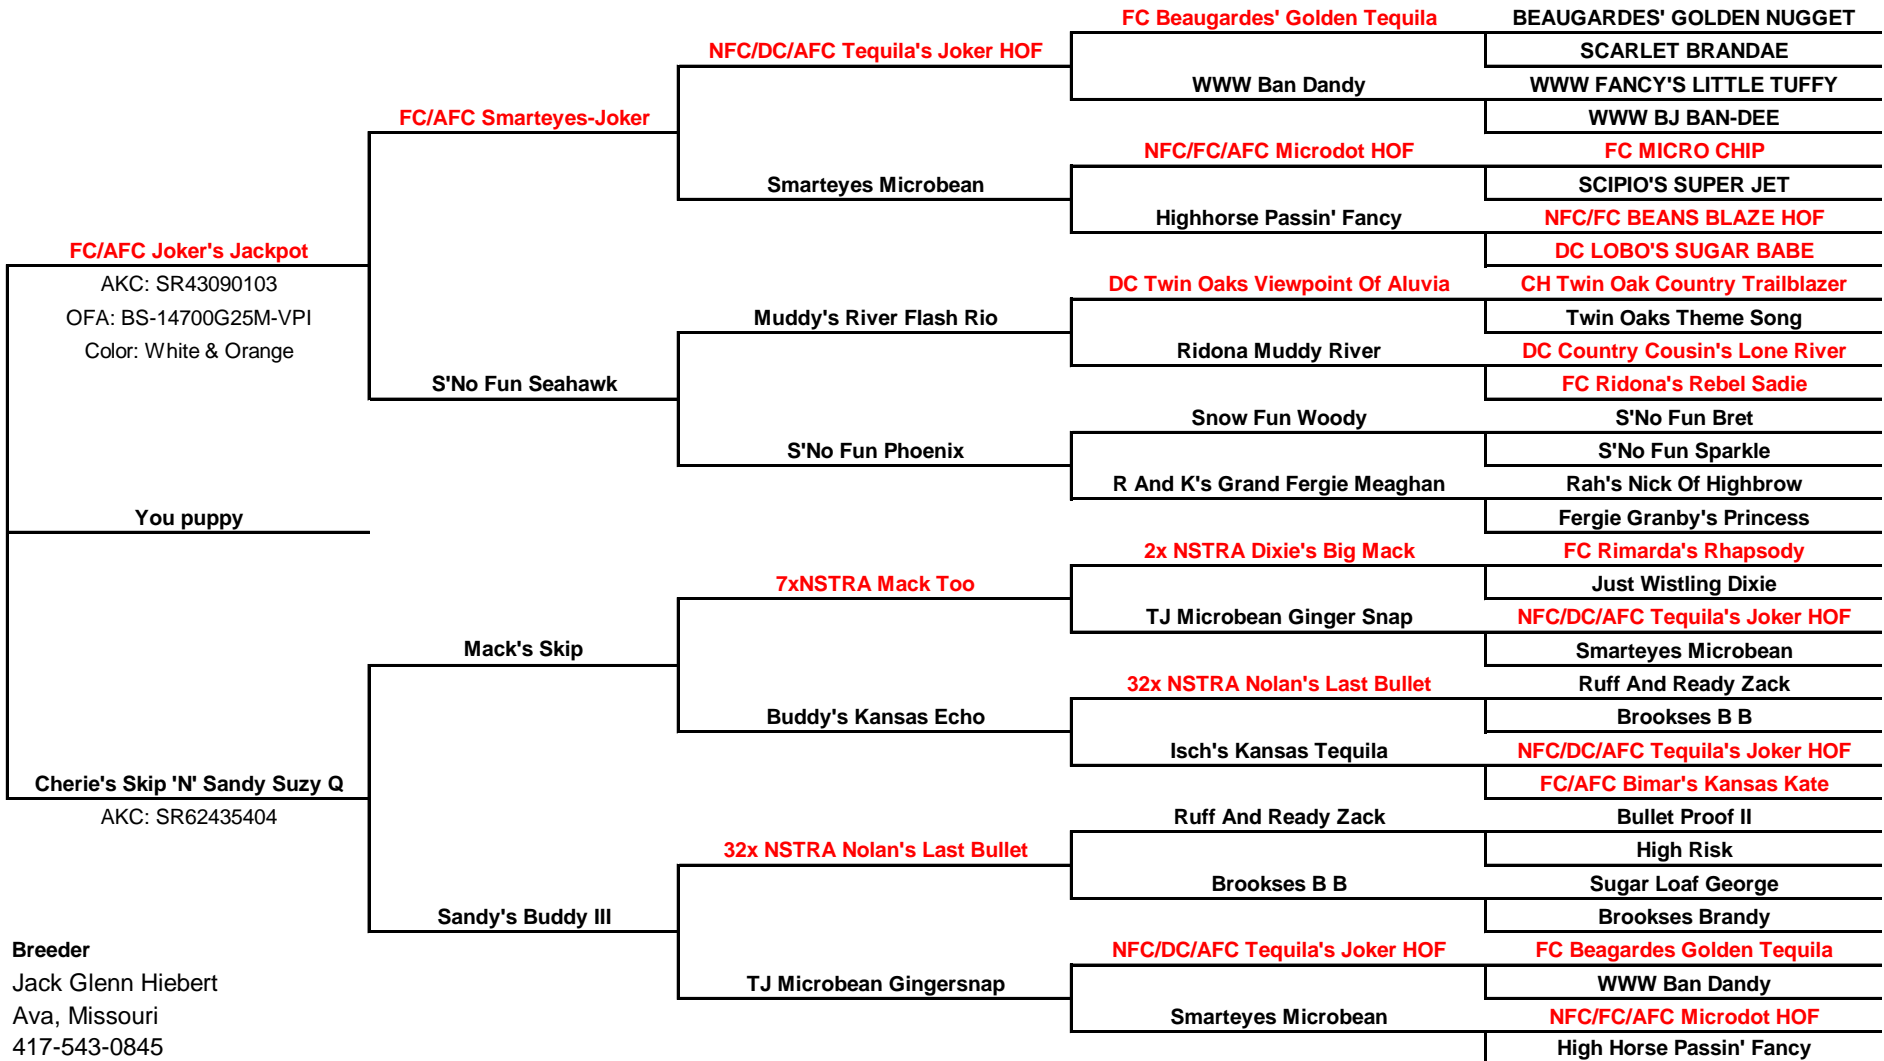 FC Beaugardes' Golden Tequila BEAUGARDES' GOLDEN NUGGET
NFC/DC/AFC Tequila's Joker HOF SCARLET BRANDAE
WWW Ban Dandy WWW FANCY'S LITTLE TUFFY
FC/AFC Smarteyes-Joker WWW BJ BAN-DEE
NFC/FC/AFC Microdot HOF FC MICRO CHIP
Smarteyes Microbean SCIPIO'S SUPER JET
Highhorse Passin' Fancy NFC/FC BEANS BLAZE HOF
FC/AFC Joker's Jackpot DC LOBO'S SUGAR BABE
AKC: SR43090103 DC Twin Oaks Viewpoint Of Aluvia CH Twin Oak Country Trailblazer
OFA: BS-14700G25M-VPI Muddy's River Flash Rio Twin Oaks Theme Song
Color: White & Orange Ridona Muddy River DC Country Cousin's Lone River
S'No Fun Seahawk FC Ridona's Rebel Sadie
Snow Fun Woody S'No Fun Bret
S'No Fun Phoenix S'No Fun Sparkle
R And K's Grand Fergie Meaghan Rah's Nick Of Highbrow
You puppy Fergie Granby's Princess
2x NSTRA Dixie's Big Mack FC Rimarda's Rhapsody
7xNSTRA Mack Too Just Wistling Dixie
TJ Microbean Ginger Snap NFC/DC/AFC Tequila's Joker HOF
Mack's Skip Smarteyes Microbean
32x NSTRA Nolan's Last Bullet Ruff And Ready Zack
Buddy's Kansas Echo Brookses B B
Isch's Kansas Tequila NFC/DC/AFC Tequila's Joker HOF
Cherie's Skip 'N' Sandy Suzy Q FC/AFC Bimar's Kansas Kate
AKC: SR62435404 Ruff And Ready Zack Bullet Proof II
32x NSTRA Nolan's Last Bullet High Risk
Brookses B B Sugar Loaf George
Sandy's Buddy III Brookses Brandy
Breeder NFC/DC/AFC Tequila's Joker HOF FC Beagardes Golden Tequila
Jack Glenn Hiebert TJ Microbean Gingersnap WWW Ban Dandy
Ava, Missouri Smarteyes Microbean NFC/FC/AFC Microdot HOF
417-543-0845 High Horse Passin' Fancy